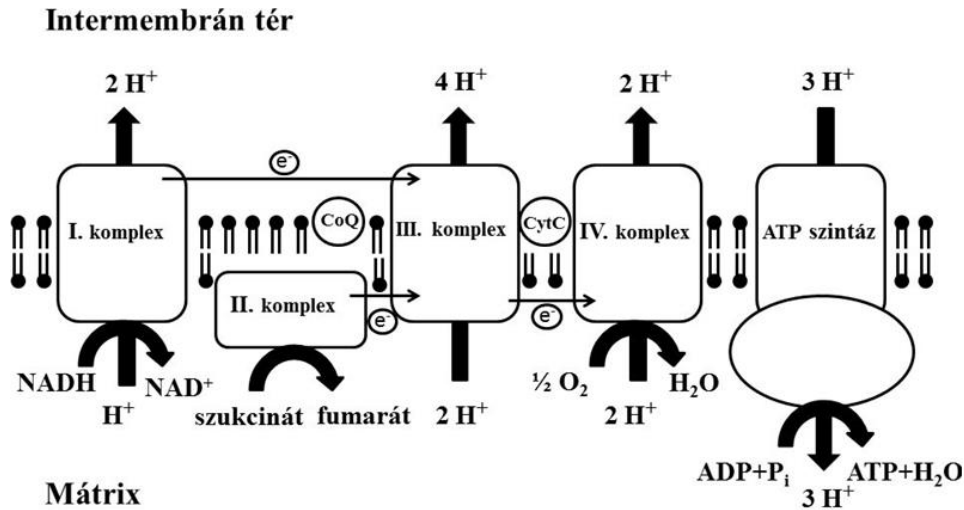 Intermembrán tér
2 H⁺
4 H⁺
2 H⁺
3 H⁺
e⁻
I. komplex
CoQ
III. komplex
CytC
IV. komplex
ATP szintáz
II. komplex
e⁻
e⁻
NADH
NAD⁺
H⁺
szukcinát
fumarát
2 H⁺
½ O₂
H₂O
2 H⁺
ADP+Pᵢ
ATP+H₂O
3 H⁺
Mátrix